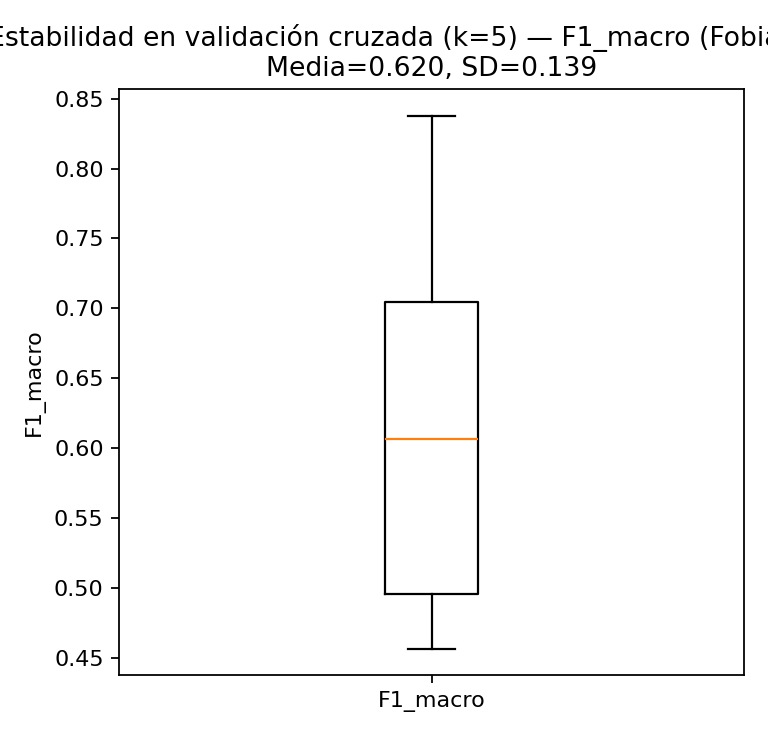 Estabilidad en validación cruzada (k=5) — F1_macro (Fobia
Media=0.620, SD=0.139
0.85
0.80
0.75
0.70
0.65
0.60
0.55
0.50
0.45
F1_macro
F1_macro